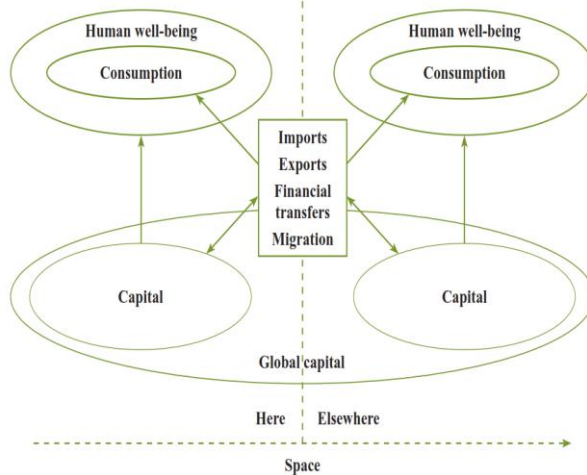 Human well-being
Consumption
Human well-being
Consumption
Imports
Exports
Financial
transfers
Migration
Capital
Capital
Global capital
Here
Elsewhere
Space